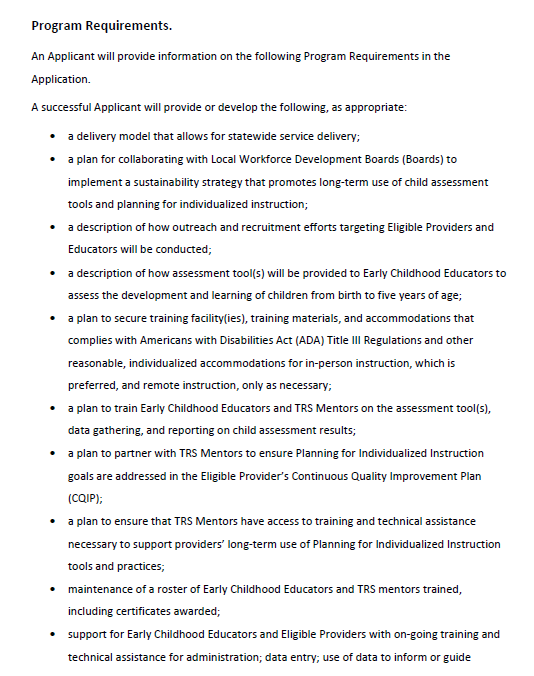 Program Requirements.
An Applicant will provide information on the following Program Requirements in the
Application.
A successful Applicant will provide or develop the following, as appropriate:
• a delivery model that allows for statewide service delivery;
• a plan for collaborating with Local Workforce Development Boards (Boards) to
implement a sustainability strategy that promotes long-term use of child assessment
tools and planning for individualized instruction;
• a description of how outreach and recruitment efforts targeting Eligible Providers and
Educators will be conducted;
• a description of how assessment tool(s) will be provided to Early Childhood Educators to
assess the development and learning of children from birth to five years of age;
• a plan to secure training facility(ies), training materials, and accommodations that
complies with Americans with Disabilities Act (ADA) Title III Regulations and other
reasonable, individualized accommodations for in-person instruction, which is
preferred, and remote instruction, only as necessary;
• a plan to train Early Childhood Educators and TRS Mentors on the assessment tool(s),
data gathering, and reporting on child assessment results;
• a plan to partner with TRS Mentors to ensure Planning for Individualized Instruction
goals are addressed in the Eligible Provider's Continuous Quality Improvement Plan
(CQIP);
• a plan to ensure that TRS Mentors have access to training and technical assistance
necessary to support providers' long-term use of Planning for Individualized Instruction
tools and practices;
• maintenance of a roster of Early Childhood Educators and TRS mentors trained,
including certificates awarded;
• support for Early Childhood Educators and Eligible Providers with on-going training and
technical assistance for administration; data entry; use of data to inform or guide